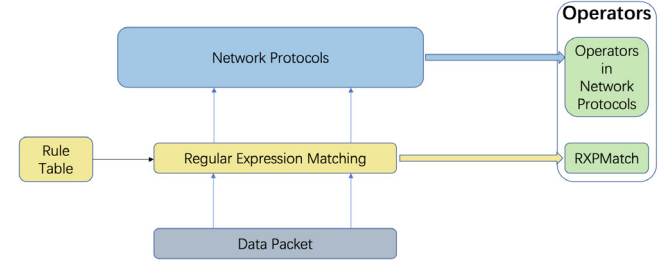 Operators
Network Protocols
Operators
in
Network
Protocols
Rule
Table
Regular Expression Matching
RXPMatch
Data Packet